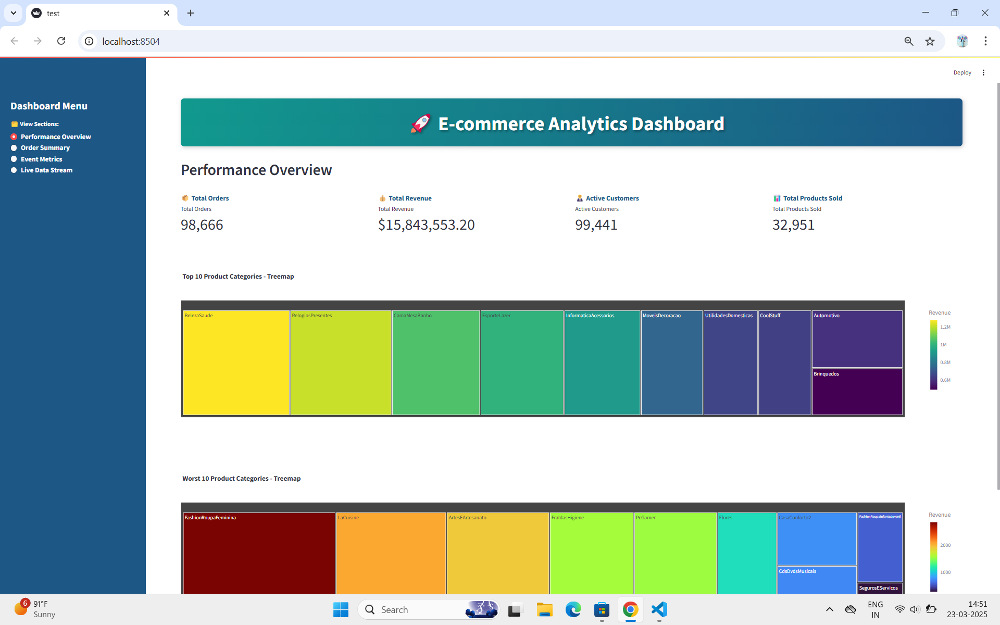 test
localhost:8504
Deploy
Dashboard Menu
View Sections:
Performance Overview
Order Summary
Event Metrics
Live Data Stream
E-commerce Analytics Dashboard
Performance Overview
Total Orders
Total Orders
98,666
Total Revenue
Total Revenue
$15,843,553.20
Active Customers
Active Customers
99,441
Total Products Sold
Total Products Sold
32,951
Top 10 Product Categories - Treemap
BelezaSaude
RelogiosPresentes
CamaMesaBanho
EsporteLazer
InformaticaAcessorios
MoveisDecoracao
UtilidadesDomesticas
CoolStuff
Automotivo
Brinquedos
Revenue
1.2M
1M
0.8M
0.6M
Worst 10 Product Categories - Treemap
FashionRoupaFeminina
LaCuisine
ArtesEArtesanato
FraldasHigiene
PcGamer
Flores
CasaConforto2
CdsDvdsMusicais
FashionRoupaInfantoJuvenil
SegurosEServicos
Revenue
2000
1000
6
91°F
Sunny
Search
ENG
IN
14:51
23-03-2025